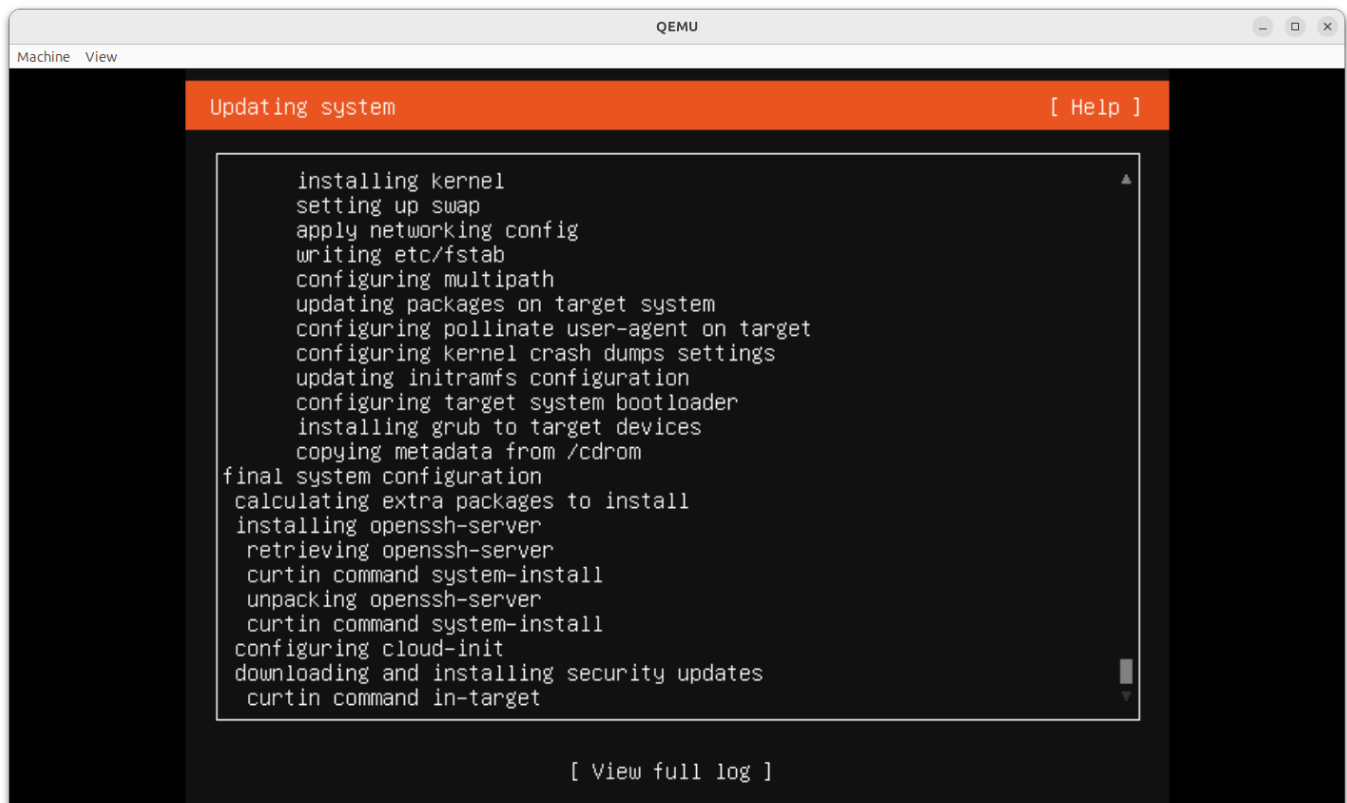 QEMU
Machine View
Updating system [ Help ]
installing kernel
setting up swap
apply networking config
writing etc/fstab
configuring multipath
updating packages on target system
configuring pollinate user-agent on target
configuring kernel crash dumps settings
updating initramfs configuration
configuring target system bootloader
installing grub to target devices
copying metadata from /cdrom
final system configuration
calculating extra packages to install
installing openssh-server
retrieving openssh-server
curtin command system-install
unpacking openssh-server
curtin command system-install
configuring cloud-init
downloading and installing security updates
curtin command in-target
[ View full log ]